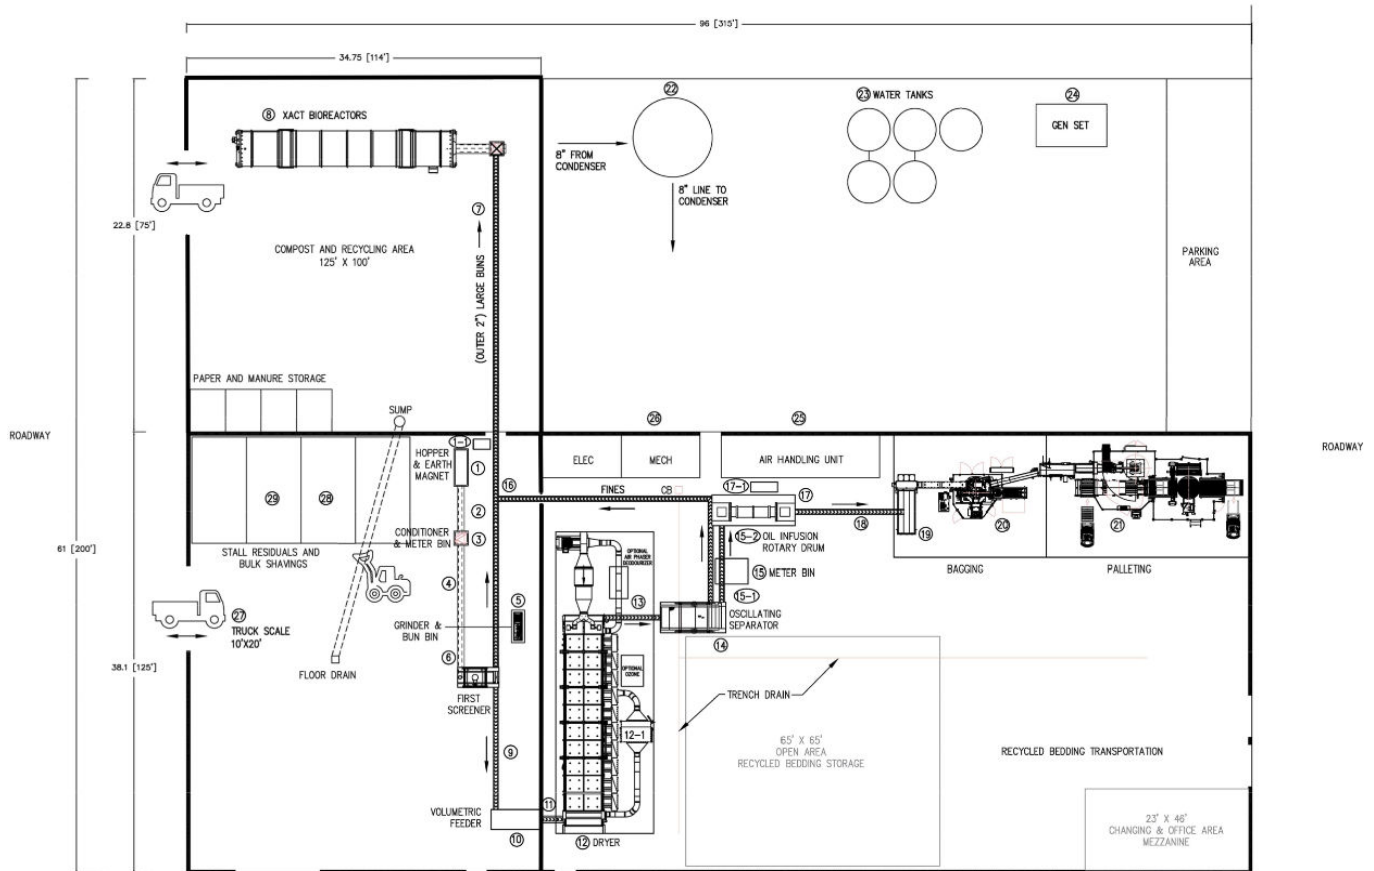 96 [315']
34.75 [114']
22.8 [75']
61 [200']
38.1 [125']
8 XACT BIOREACTORS
22
23 WATER TANKS
24
GEN SET
8" FROM
CONDENSER
8" LINE TO
CONDENSER
7
(OUTER 2") LARGE BUNS
COMPOST AND RECYCLING AREA
125' X 100'
PARKING
AREA
PAPER AND MANURE STORAGE
SUMP
ROADWAY
ROADWAY
26
25
HOPPER
& EARTH
MAGNET
1
ELEC
MECH
AIR HANDLING UNIT
16
FINES
CB
17-1
17
18
19
20
21
29
28
2
CONDITIONER
& METER BIN
3
STALL RESIDUALS AND
BULK SHAVINGS
15-2 OIL INFUSION
ROTARY DRUM
OPTIONAL
AIR PHASER
DEODOURIZER
15 METER BIN
BAGGING
PALLETING
4
5
13
15-1
OSCILLATING
SEPARATOR
14
27
TRUCK SCALE
10'X20'
GRINDER &
BUN BIN
6
FLOOR DRAIN
OPTIONAL
OZONE
FIRST
SCREENER
TRENCH DRAIN
12-1
9
65' X 65'
OPEN AREA
RECYCLED BEDDING STORAGE
RECYCLED BEDDING TRANSPORTATION
VOLUMETRIC
FEEDER
11
10
12 DRYER
23' X 46'
CHANGING & OFFICE AREA
MEZZANINE